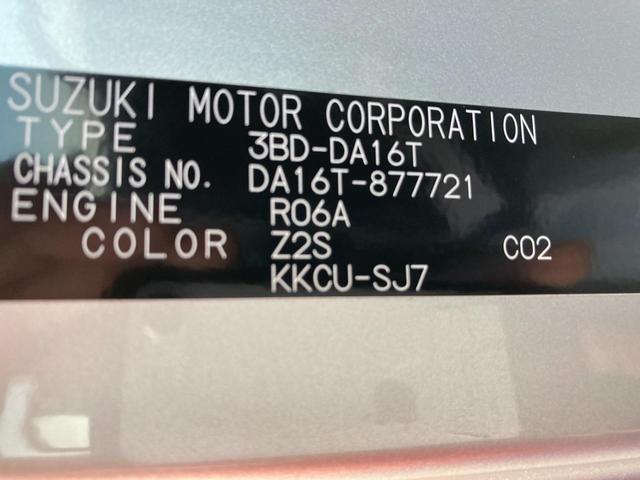 SUZUKI MOTOR CORPORATION
TYPE 3BD-DA16T
CHASSIS NO. DA16T-877721
ENGINE R06A
COLOR Z2S C02
KKCU-SJ7